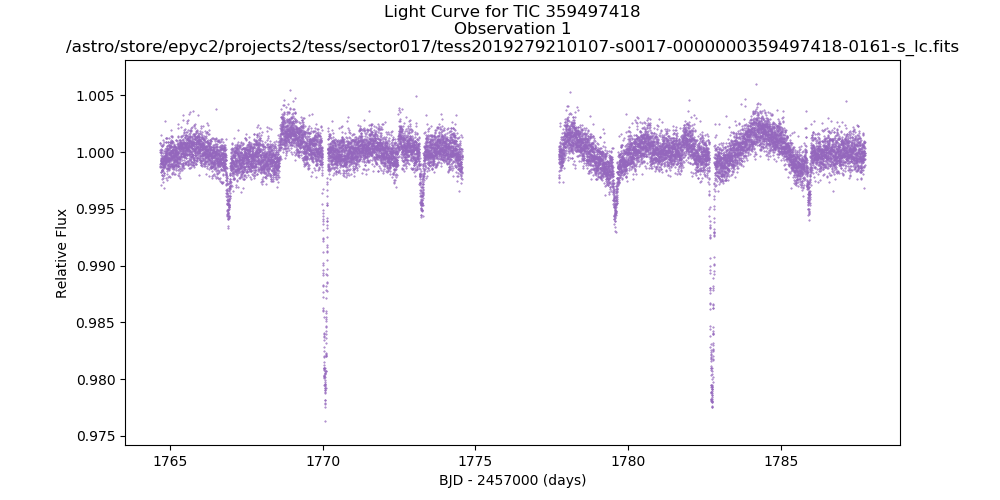 Light Curve for TIC 359497418
Observation 1
/astro/store/epyc2/projects2/tess/sector017/tess2019279210107-s0017-0000000359497418-0161-s_lc.fits
1.005
1.000
0.995
0.990
0.985
0.980
0.975
Relative Flux
1765
1770
1775
1780
1785
BJD - 2457000 (days)